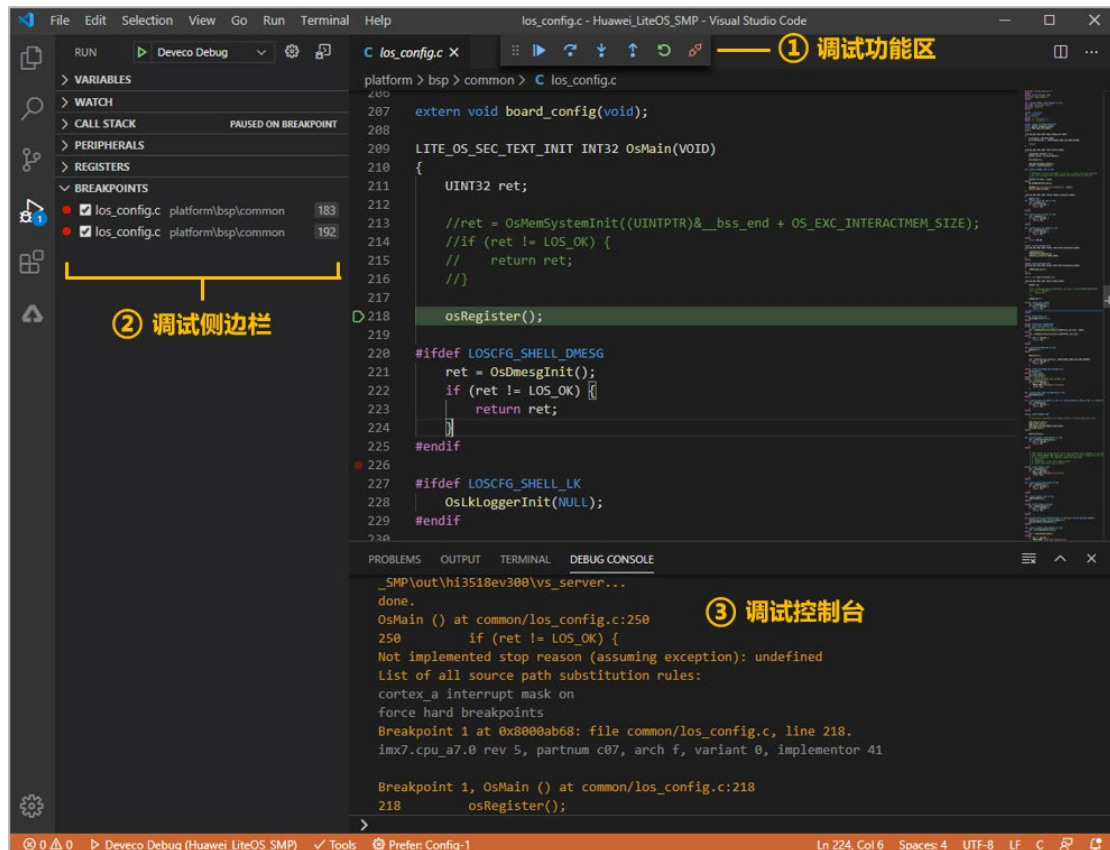 File Edit Selection View Go Run Terminal Help los_config.c - Huawei_LiteOS_SMP - Visual Studio Code
RUN Deveco Debug
los_config.c
① 调试功能区
platform > bsp > common > C los_config.c
VARIABLES
WATCH
CALL STACK PAUSED ON BREAKPOINT
PERIPHERALS
REGISTERS
BREAKPOINTS
los_config.c platform\bsp\common 183
los_config.c platform\bsp\common 192
② 调试侧边栏
206
207 extern void board_config(void);
208
209 LITE_OS_SEC_TEXT_INIT INT32 OsMain(VOID)
210 {
211 UINT32 ret;
212
213 //ret = OsMemSystemInit((UINTPTR)&__bss_end + OS_EXC_INTERACTMEM_SIZE);
214 //if (ret != LOS_OK) {
215 // return ret;
216 //}
217
218 osRegister();
219
220 #ifdef LOSCFG_SHELL_DMESG
221 ret = OsDmesgInit();
222 if (ret != LOS_OK) {
223 return ret;
224 }
225 #endif
226
227 #ifdef LOSCFG_SHELL_LK
228 OsLkLoggerInit(NULL);
229 #endif
230
PROBLEMS OUTPUT TERMINAL DEBUG CONSOLE
_SMP\out\hi3518ev300\vs_server...
done.
OsMain () at common/los_config.c:250
250 if (ret != LOS_OK) {
③ 调试控制台
Not implemented stop reason (assuming exception): undefined
List of all source path substitution rules:
cortex_a interrupt mask on
force hard breakpoints
Breakpoint 1 at 0x8000ab68: file common/los_config.c, line 218.
imx7.cpu_a7.0 rev 5, partnum c07, arch f, variant 0, implementor 41
Breakpoint 1, OsMain () at common/los_config.c:218
218 osRegister();
>
0 0 Deveco Debug (Huawei_LiteOS_SMP) Tools Prefer: Config-1 Ln 224, Col 6 Spaces: 4 UTF-8 LF C